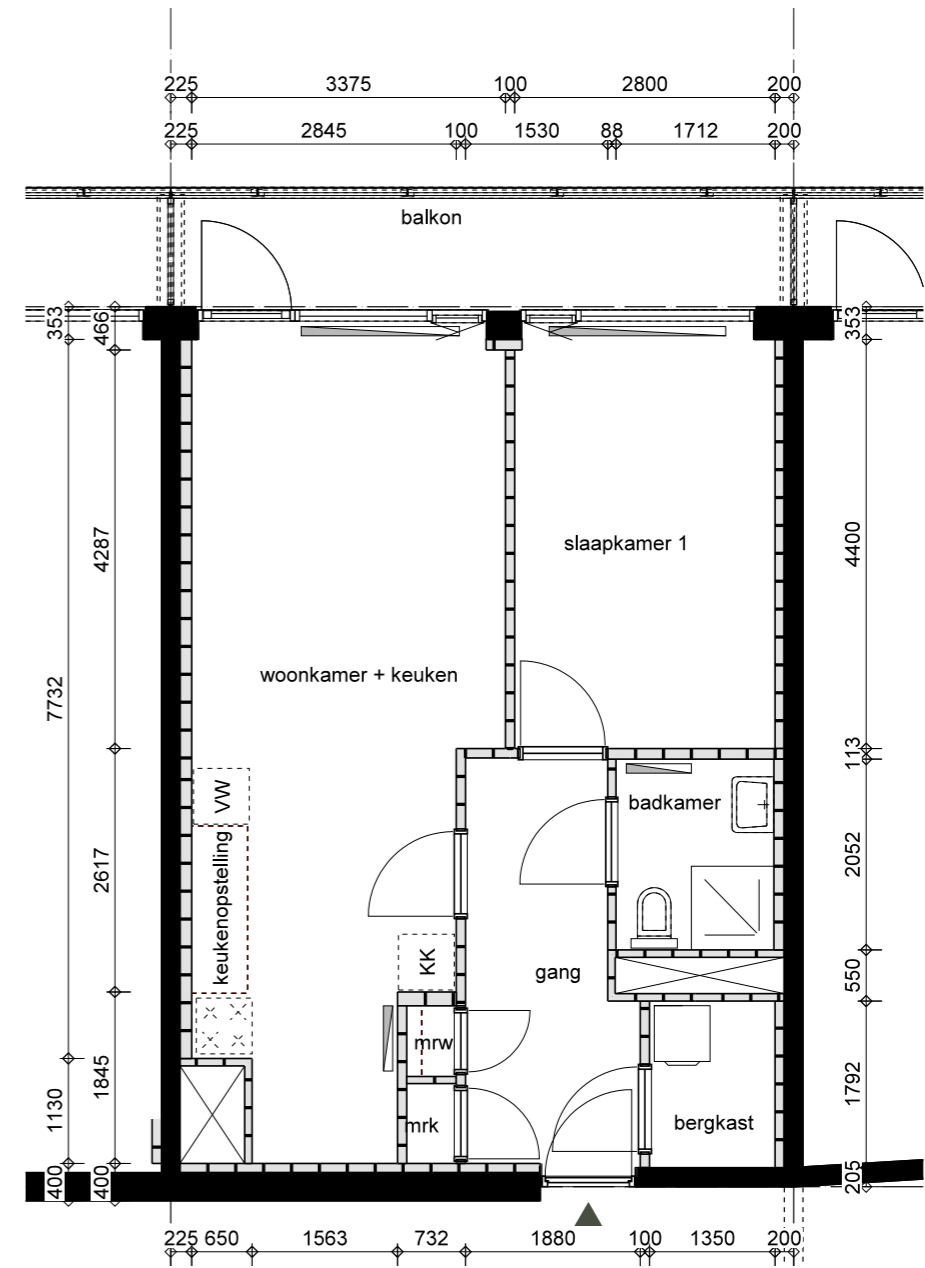 225 3375 100 2800 200
225 2845 100 1530 88 1712 200
balkon
353 466 353
4287
4400
slaapkamer 1
woonkamer + keuken
7732
113
VW
badkamer
keukenopstelling
2617
2052
KK
gang
550
mrw
1845
1792
1130
mrk
bergkast
400 400 205
225 650 1563 732 1880 100 1350 200